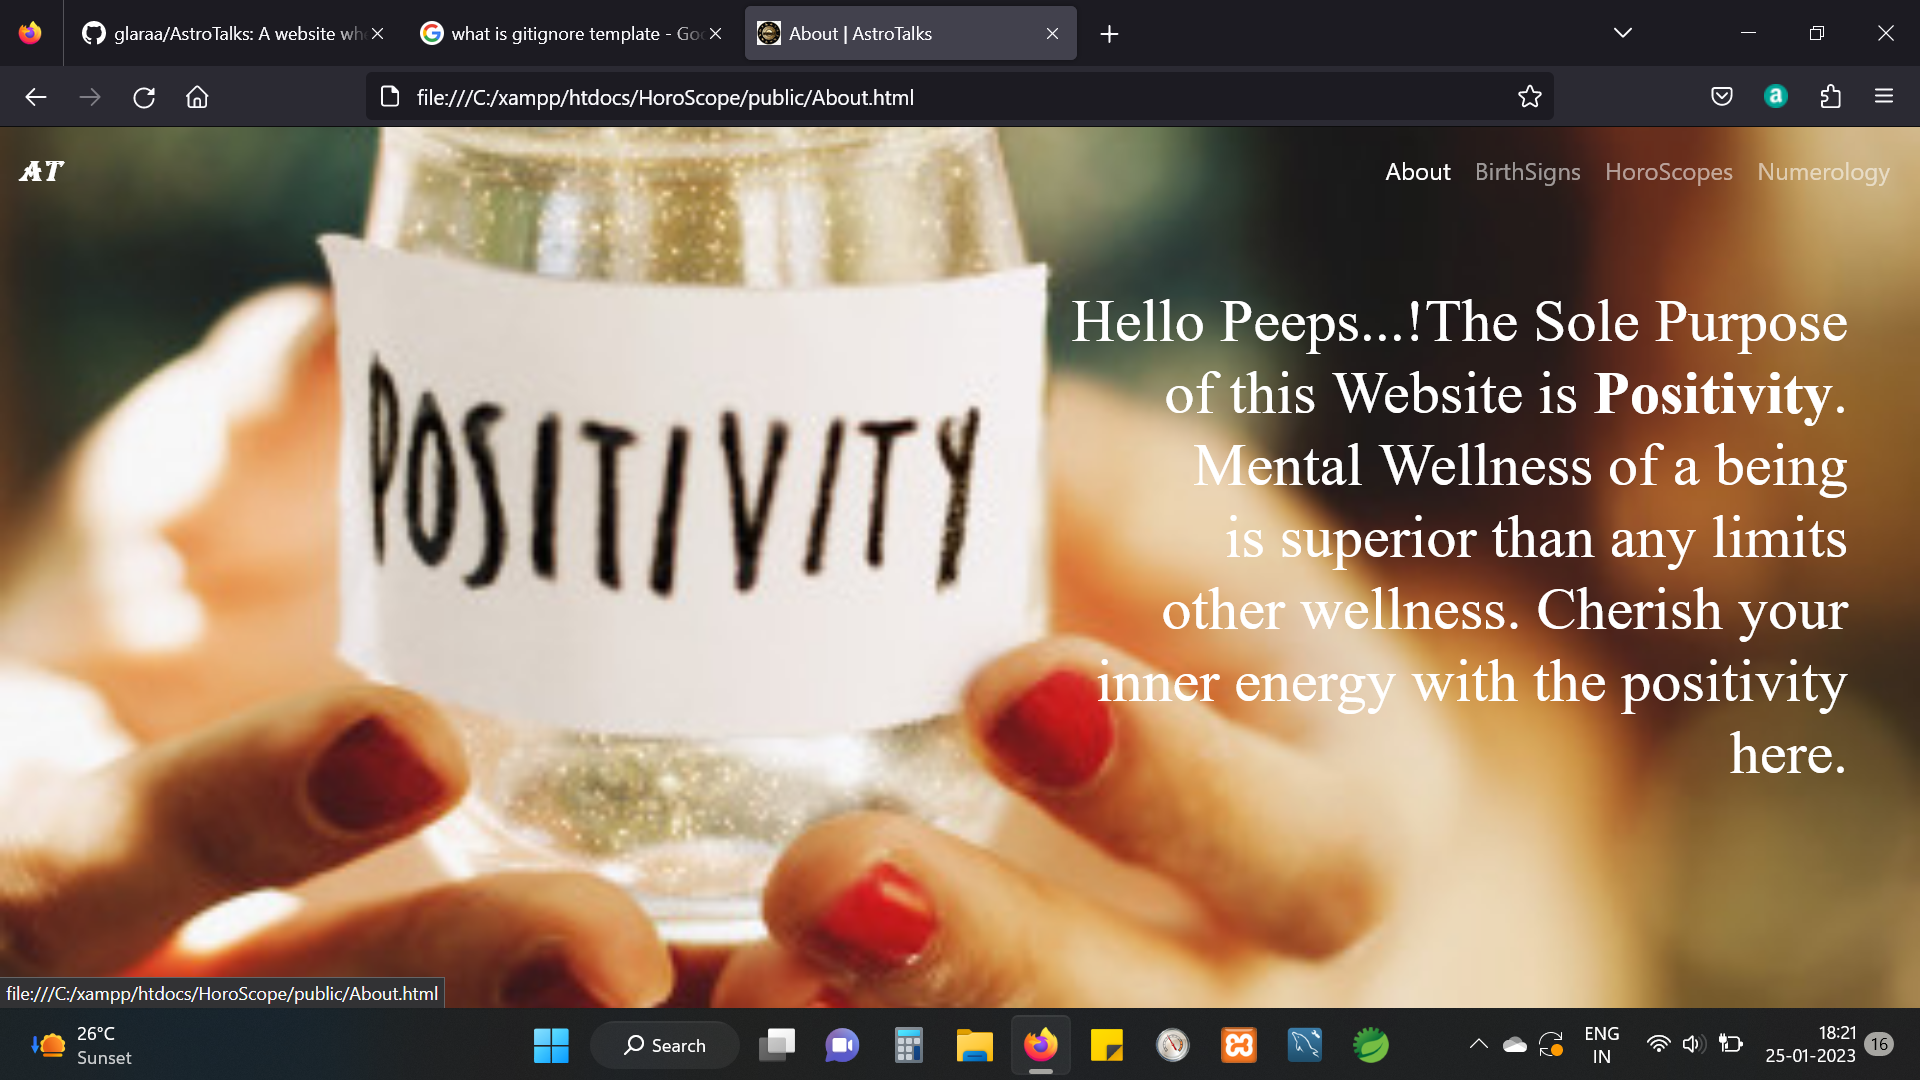 glaraa/AstroTalks: A website wh
what is gitignore template - Goo
About | AstroTalks
file:///C:/xampp/htdocs/HoroScope/public/About.html
a
AT
About BirthSigns HoroScopes Numerology
POSITIVITY
Hello Peeps...!The Sole Purpose
of this Website is Positivity.
Mental Wellness of a being
is superior than any limits
other wellness. Cherish your
inner energy with the positivity
here.
file:///C:/xampp/htdocs/HoroScope/public/About.html
26°C
Sunset
Search
ENG
IN
18:21
25-01-2023
16